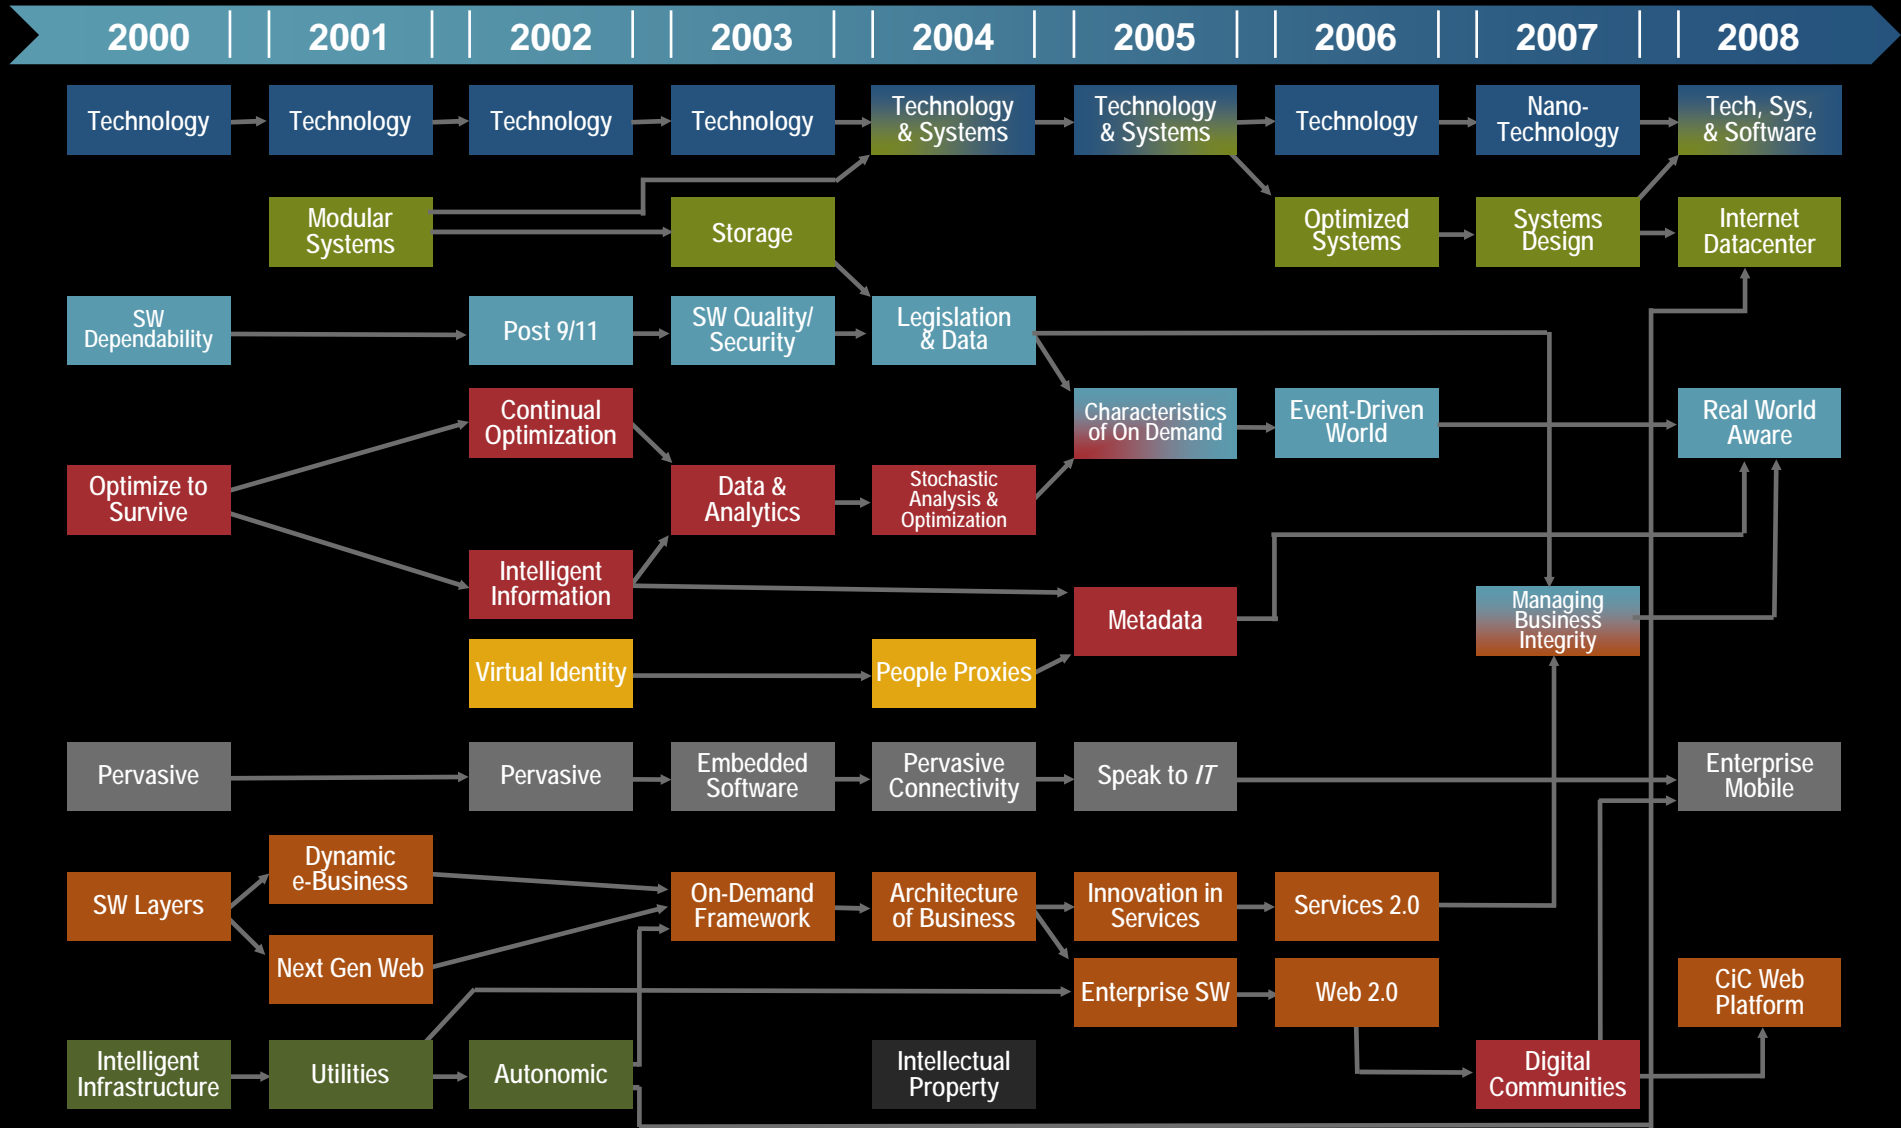 2000
2001
2002
2003
2004
2005
2006
2007
2008
Technology
Technology
Technology
Technology
Technology
& Systems
Technology
& Systems
Technology
Nano-
Technology
Tech, Sys,
& Software
Modular
Systems
Storage
Optimized
Systems
Systems
Design
Internet
Datacenter
SW
Dependability
Post 9/11
SW Quality/
Security
Legislation
& Data
Continual
Optimization
Characteristics
of On Demand
Event-Driven
World
Real World
Aware
Optimize to
Survive
Data &
Analytics
Stochastic
Analysis &
Optimization
Intelligent
Information
Metadata
Managing
Business
Integrity
Virtual Identity
People Proxies
Pervasive
Pervasive
Embedded
Software
Pervasive
Connectivity
Speak to IT
Enterprise
Mobile
SW Layers
Dynamic
e-Business
On-Demand
Framework
Architecture
of Business
Innovation in
Services
Services 2.0
Next Gen Web
Enterprise SW
Web 2.0
CiC Web
Platform
Intelligent
Infrastructure
Utilities
Autonomic
Intellectual
Property
Digital
Communities